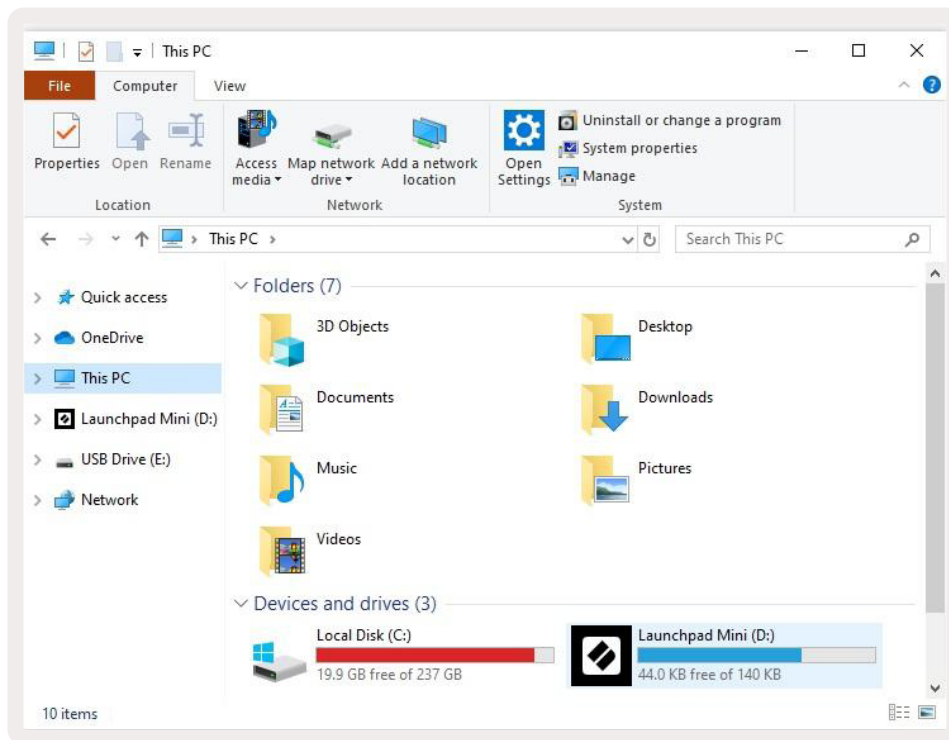 This PC
File Computer View
Properties Open Rename
Location
Access media Map network drive Add a network location
Network
Open Settings
Uninstall or change a program
System properties
Manage
System
This PC
Search This PC
Quick access
OneDrive
This PC
Launchpad Mini (D:)
USB Drive (E:)
Network
Folders (7)
3D Objects
Desktop
Documents
Downloads
Music
Pictures
Videos
Devices and drives (3)
Local Disk (C:)
19.9 GB free of 237 GB
Launchpad Mini (D:)
44.0 KB free of 140 KB
10 items